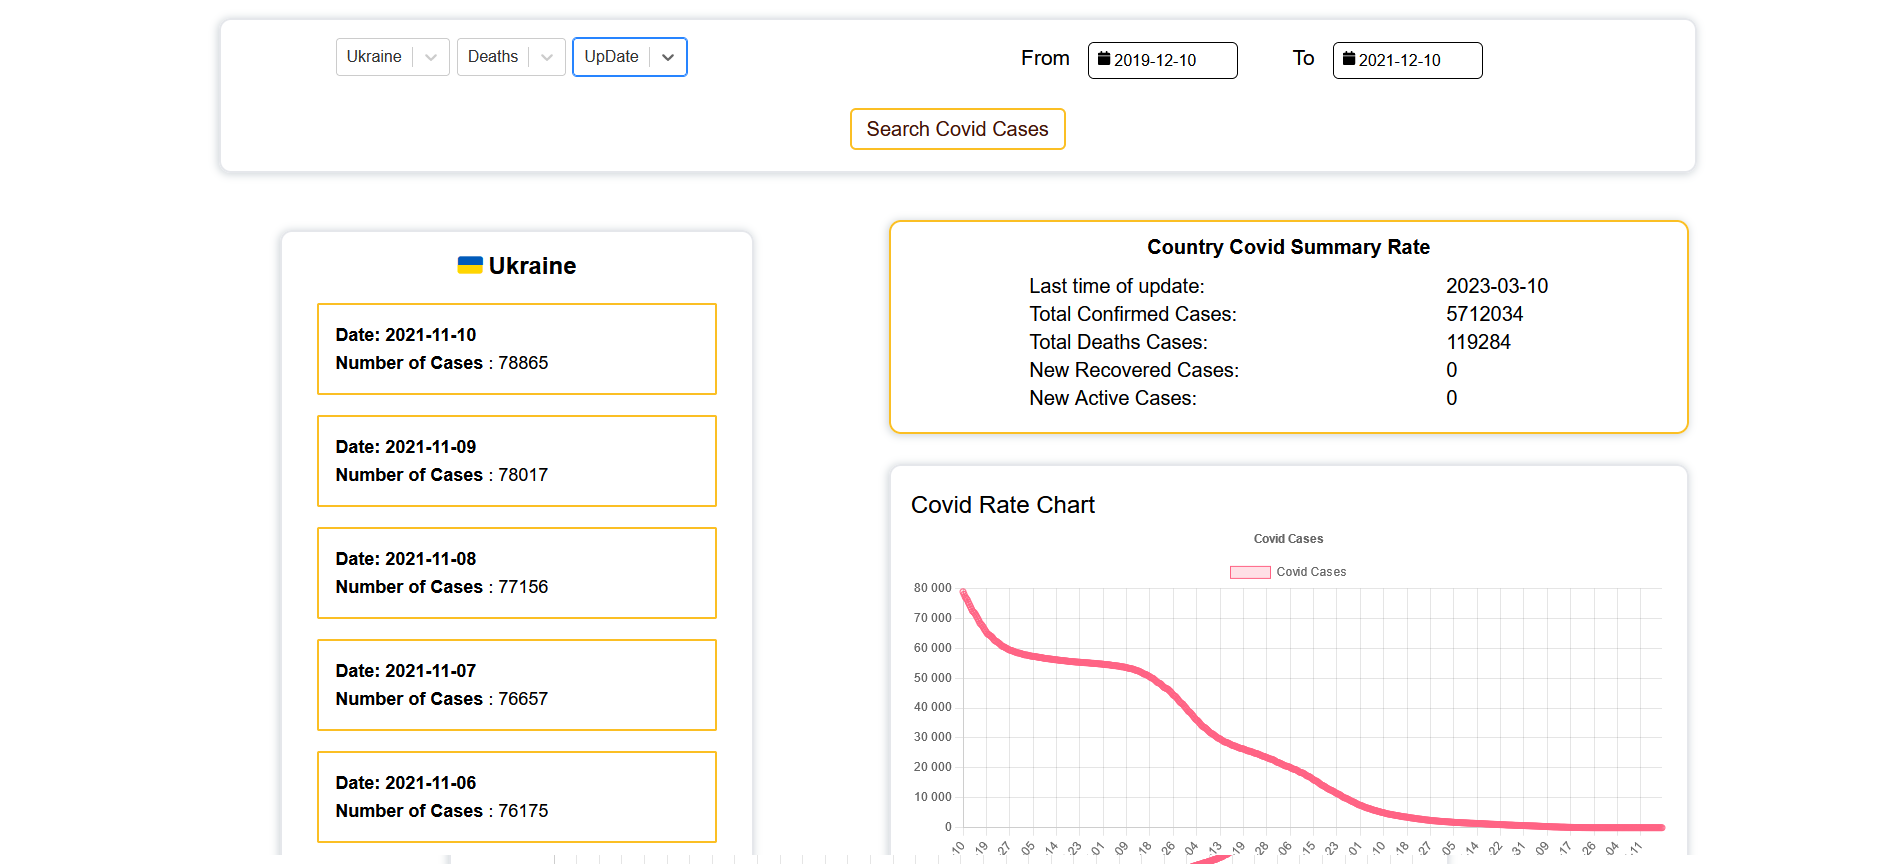 Ukraine Deaths UpDate From 2019-12-10 To 2021-12-10
Search Covid Cases
Ukraine
Date: 2021-11-10
Number of Cases : 78865
Date: 2021-11-09
Number of Cases : 78017
Date: 2021-11-08
Number of Cases : 77156
Date: 2021-11-07
Number of Cases : 76657
Date: 2021-11-06
Number of Cases : 76175
Country Covid Summary Rate
Last time of update: 2023-03-10
Total Confirmed Cases: 5712034
Total Deaths Cases: 119284
New Recovered Cases: 0
New Active Cases: 0
Covid Rate Chart
Covid Cases
Covid Cases
80 000
70 000
60 000
50 000
40 000
30 000
20 000
10 000
0
10 19 27 05 14 23 01 09 18 26 04 13 19 28 06 15 23 01 10 18 27 05 14 22 31 09 17 26 04 11